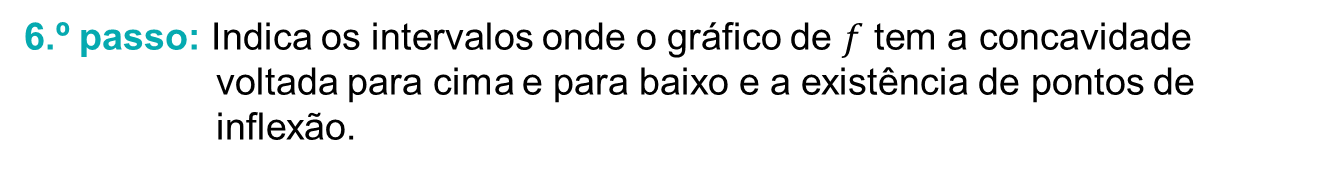 6.º passo: Indica os intervalos onde o gráfico de f tem a concavidade
voltada para cima e para baixo e a existência de pontos de
inflexão.